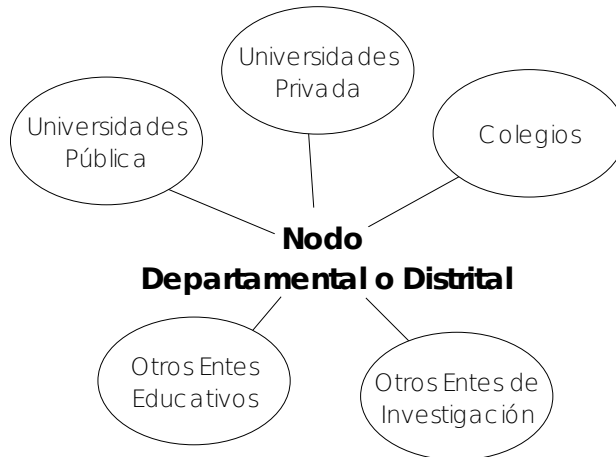 Universidades
Privada
Universidades
Pública
Colegios
Nodo
Departamental o Distrital
Otros Entes
Educativos
Otros Entes de
Investigación